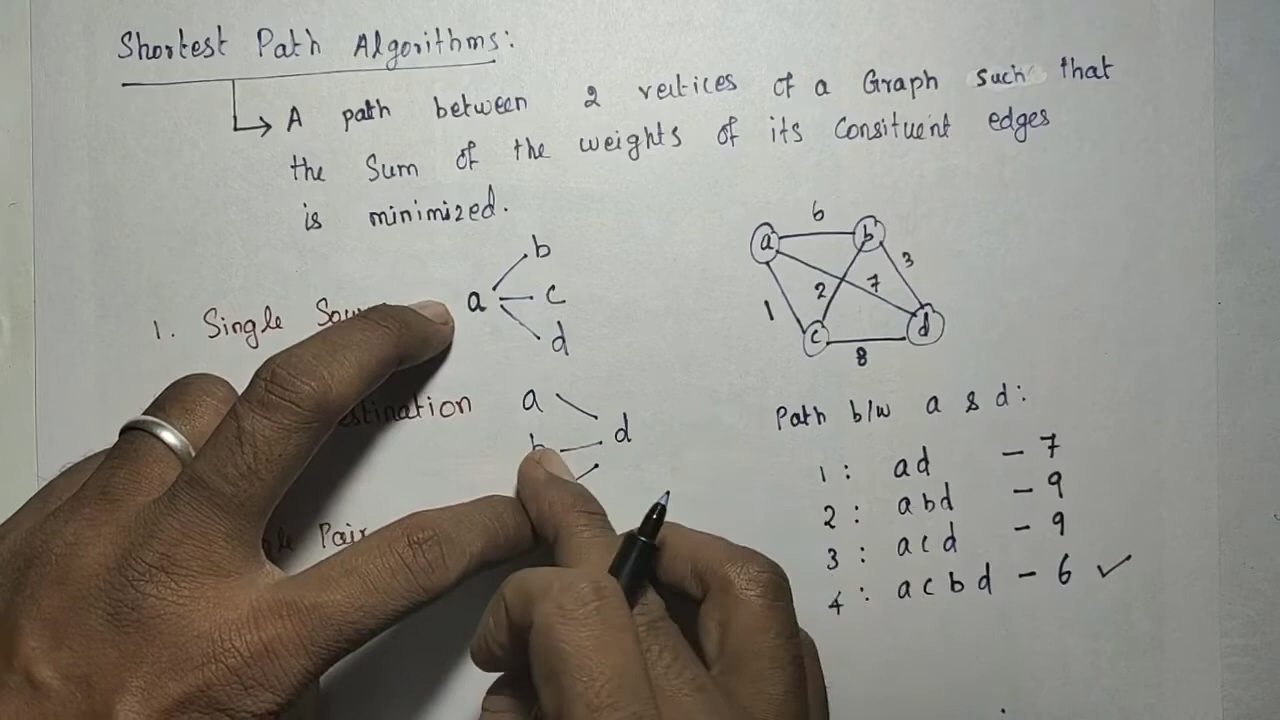 Shortest Path Algorithms:
A path between 2 vertices of a Graph such that
the Sum of the weights of its Consituent edges
is minimized.
1. Single
a b c d
a d
Pair
a 6 b
1 2 7 3
c 8 d
Path b/w a & d:
1: ad - 7
2: abd - 9
3: acd - 9
4: acbd - 6 ✓